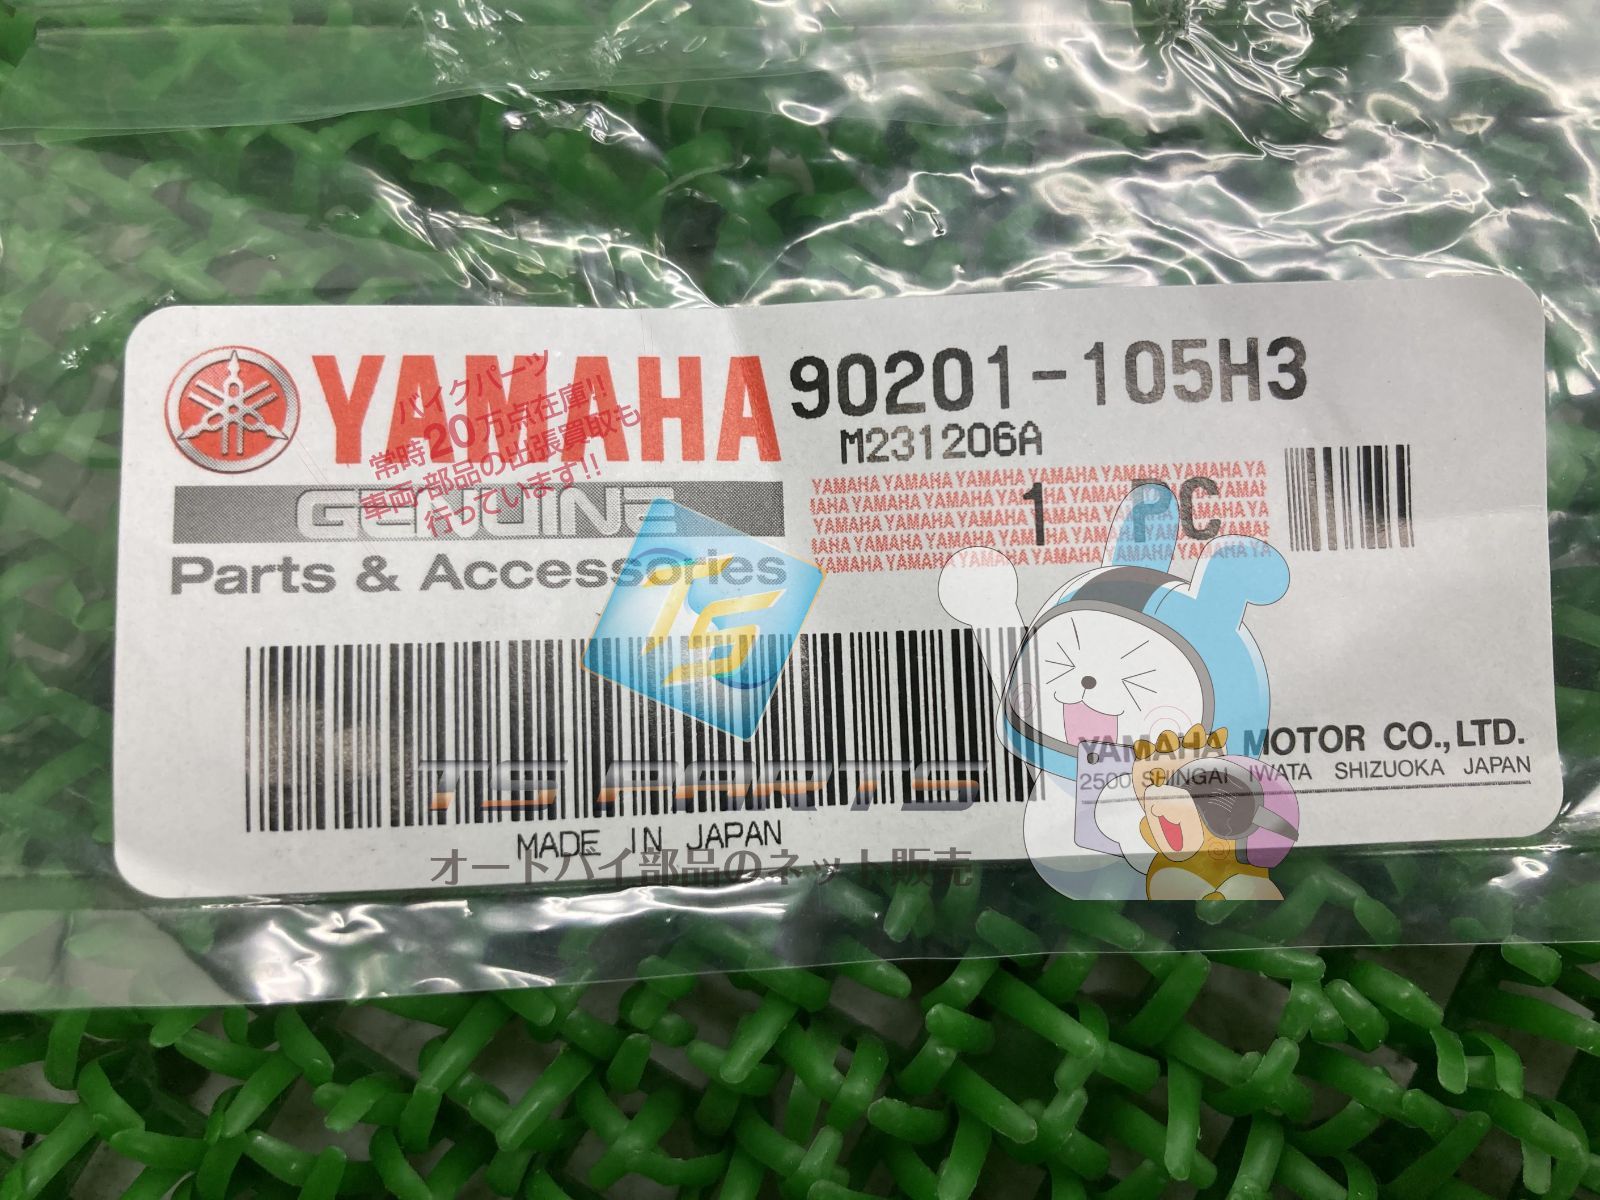 YAMAHA
90201-105H3
M231206A
バイクパーツ
常時20万点在庫!!
車両・部品の出張買取も
行っています!!
GENUINE
Parts & Accessories
YAMAHA YAMAHA YAMAHA YAMAHA YAMAHA YAMAHA YA
1 PC
TS
TS PARTS
オートバイ部品のネット販売
MADE IN JAPAN
YAMAHA MOTOR CO.,LTD.
2500 SHINGAI IWATA SHIZUOKA JAPAN